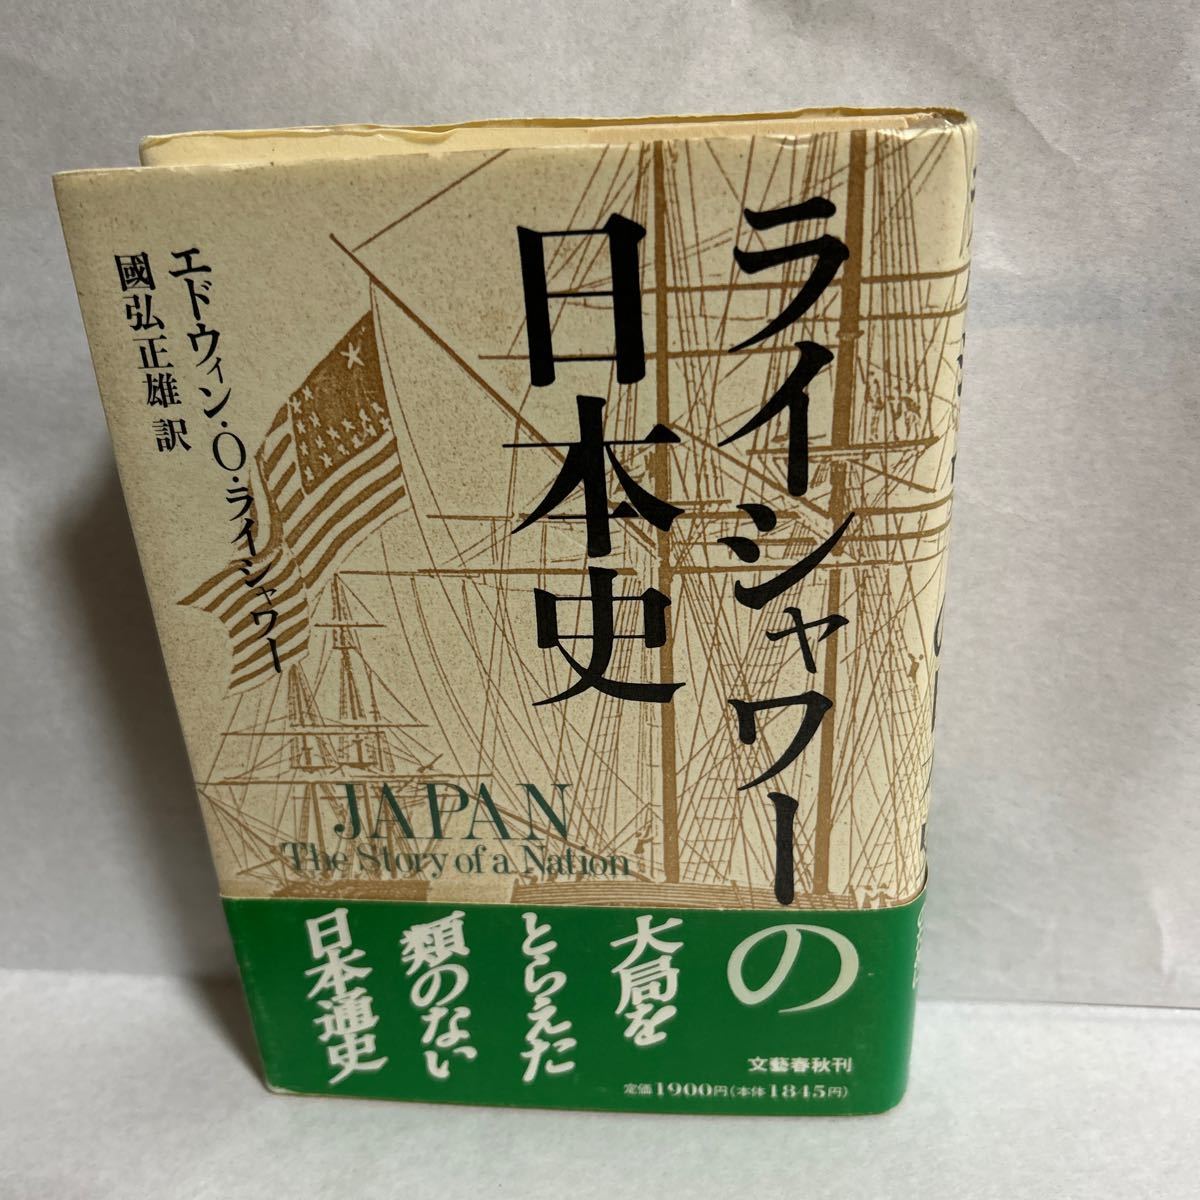 ライシャワーの
日本史
エドウィン・O・ライシャワー
國弘正雄 訳
JAPAN
The Story of a Nation
大局を
とらえた
類のない
日本通史
文藝春秋刊
定価1900円(本体1845円)